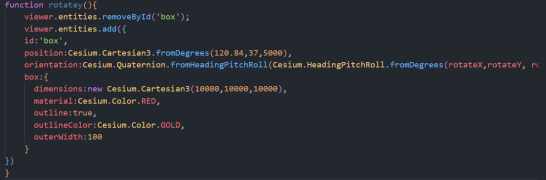 function rotatey(){
viewer.entities.removeById('box');
viewer.entities.add({
id:'box',
position:Cesium.Cartesian3.fromDegrees(120.84,37,5000),
orientation:Cesium.Quaternion.fromHeadingPitchRoll(Cesium.HeadingPitchRoll.fromDegrees(rotateX,rotateY,
box:{
dimensions:new Cesium.Cartesian3(10000,10000,10000),
material:Cesium.Color.RED,
outline:true,
outlineColor:Cesium.Color.GOLD,
outerWidth:100
}
})
}